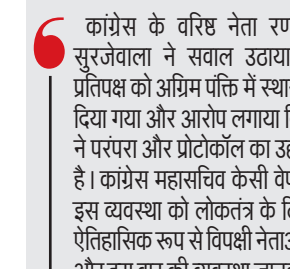 कांग्रेस के वरिष्ठ नेता
सुरजेवाला ने सवाल उठाया
प्रतिपक्ष को अग्रिम पंक्ति में
दिया गया और आरोप लगाया
ने परंपरा और प्रोटोकॉल का
है। कांग्रेस महासचिव केसी
इस व्यवस्था को लोकतंत्र के
ऐतिहासिक रूप से विपक्षी